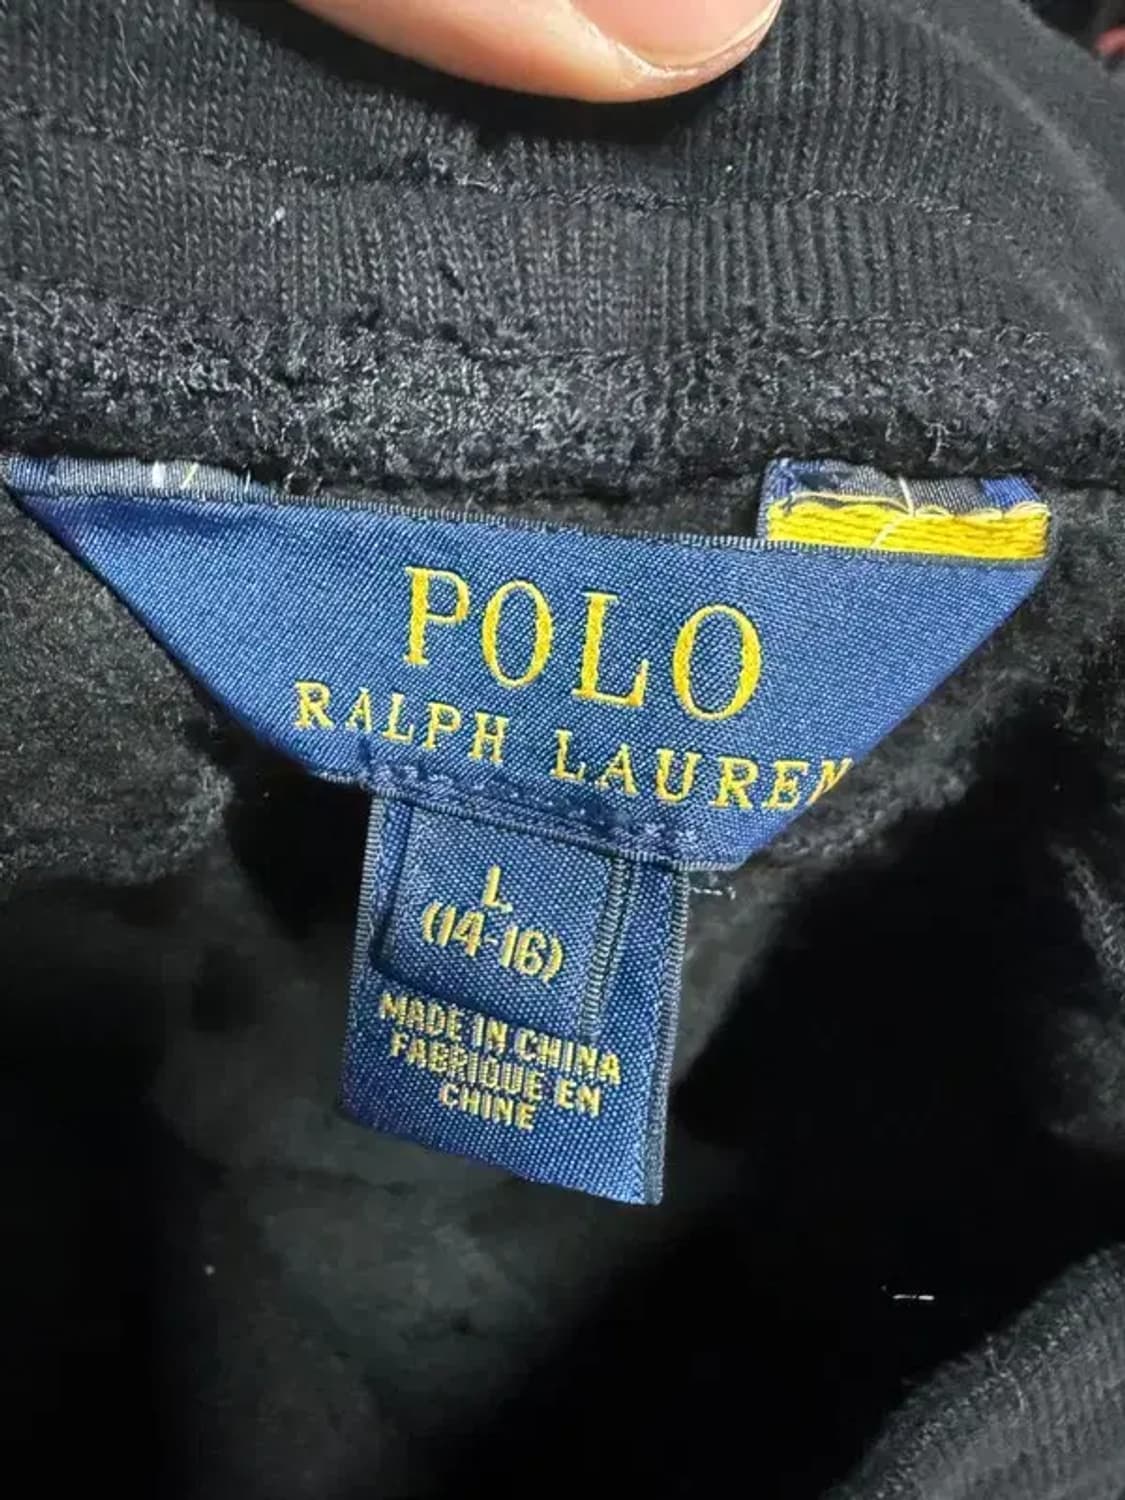 POLO
RALPH LAUREN
L
(14-16)
MADE IN CHINA
FABRIQUE EN
CHINE